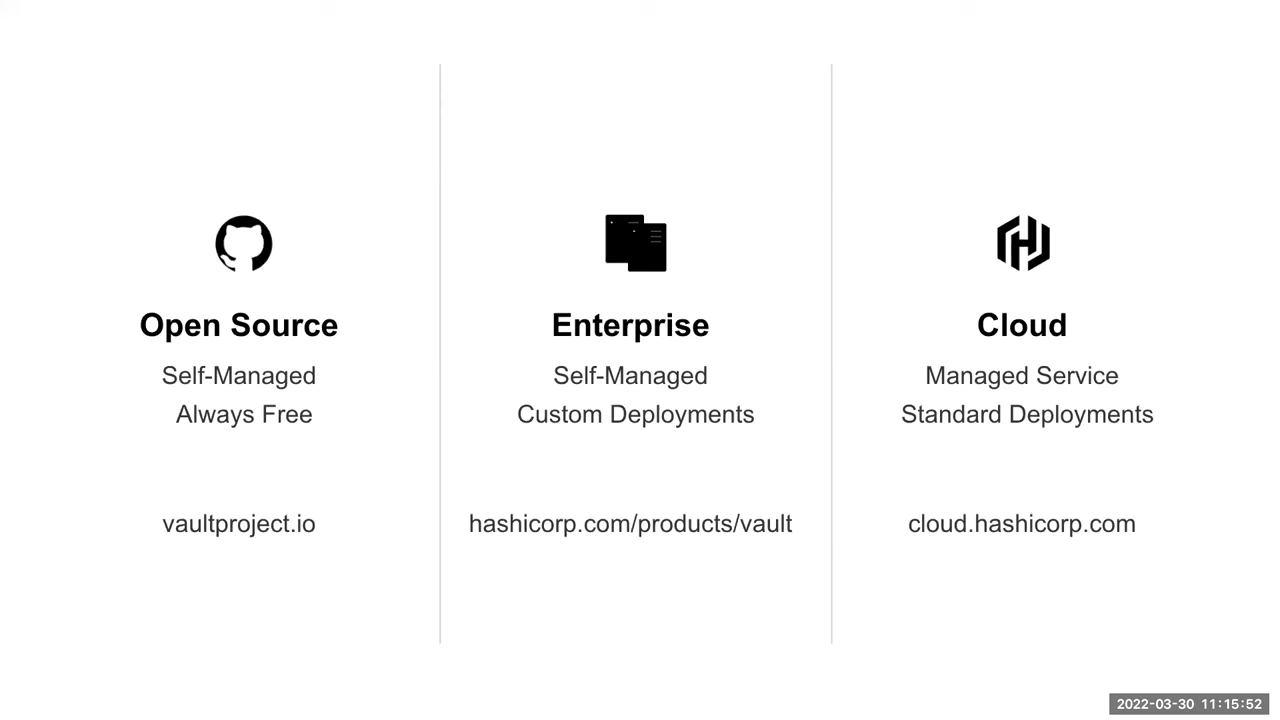 Open Source
Self-Managed
Always Free
vaultproject.io
Enterprise
Self-Managed
Custom Deployments
hashicorp.com/products/vault
Cloud
Managed Service
Standard Deployments
cloud.hashicorp.com
2022-03-30 11:15:52